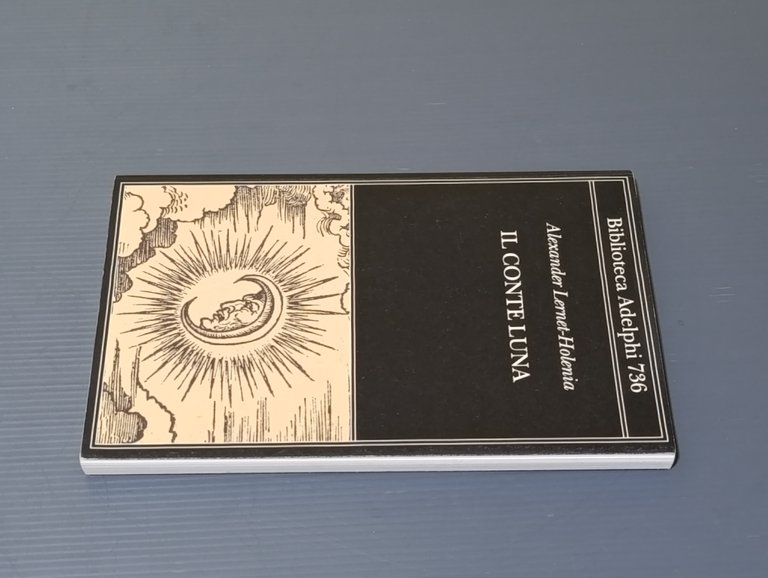 Biblioteca Adelphi 736
Alexander Lernet-Holenia
IL CONTE LUNA